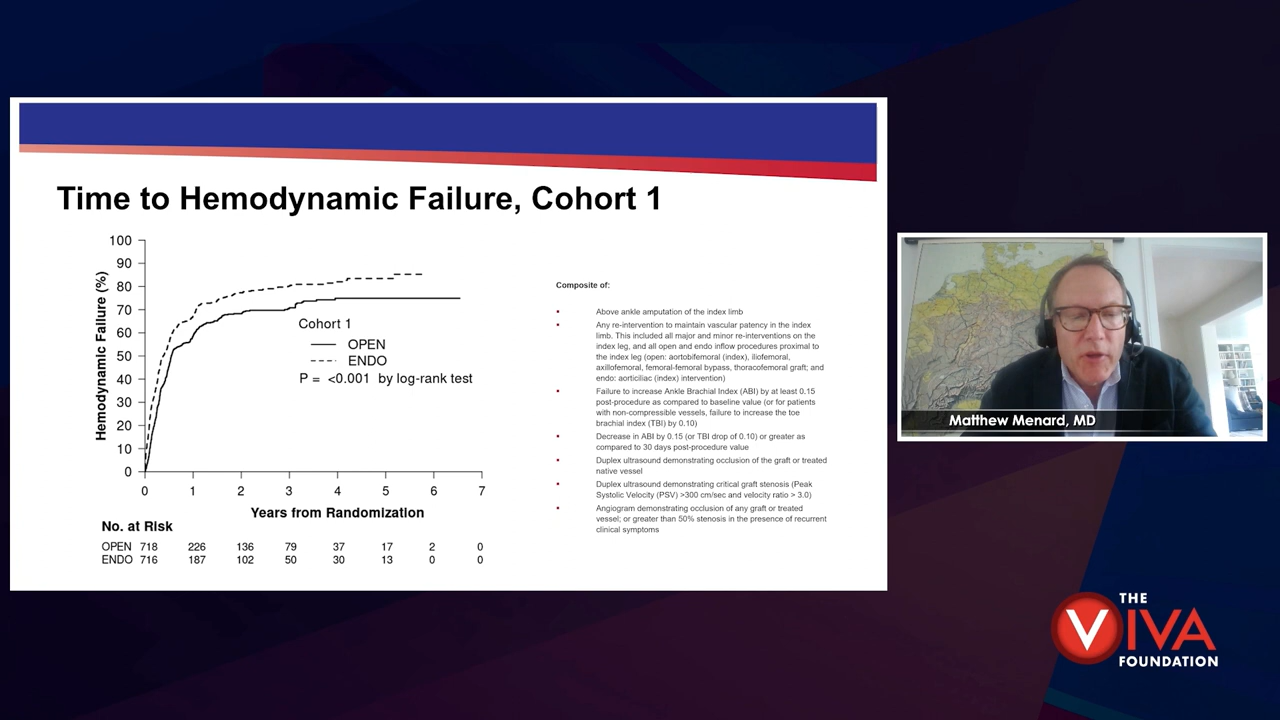 Time to Hemodynamic Failure, Cohort 1
100
90
80
70
60
50
40
30
20
10
0
Hemodynamic Failure (%)
Cohort 1
OPEN
ENDO
P = <0.001 by log-rank test
0 1 2 3 4 5 6 7
Years from Randomization
No. at Risk
OPEN 718 226 136 79 37 17 2 0
ENDO 716 187 102 50 30 13 0 0
Composite of:
Above ankle amputation of the index limb
Any re-intervention to maintain vascular patency in the index
limb. This included all major and minor re-interventions on the
index leg, and all open and endo inflow procedures proximal to
the index leg (open: aortobifemoral (index), iliofemoral,
axillofemoral, femoral-femoral bypass, thoracofemoral graft; and
endo: aorticiliac (index) intervention)
Failure to increase Ankle Brachial Index (ABI) by at least 0.15
post-procedure as compared to baseline value (or for patients
with non-compressible vessels, failure to increase the toe
brachial index (TBI) by 0.10)
Decrease in ABI by 0.15 (or TBI drop of 0.10) or greater as
compared to 30 days post-procedure value
Duplex ultrasound demonstrating occlusion of the graft or treated
native vessel
Duplex ultrasound demonstrating critical graft stenosis (Peak
Systolic Velocity (PSV) >300 cm/sec and velocity ratio > 3.0)
Angiogram demonstrating occlusion of any graft or treated
vessel; or greater than 50% stenosis in the presence of recurrent
clinical symptoms
Matthew Menard, MD
THE
VIVA
FOUNDATION